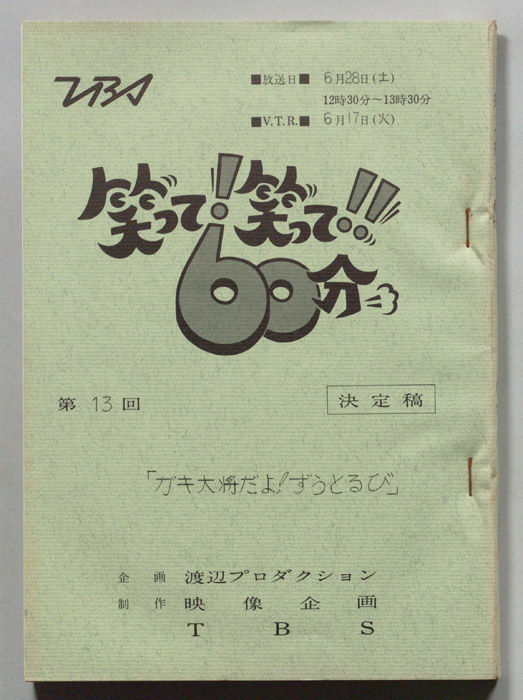 TBS
■放送日■ 6月28日(土)
12時30分~13時30分
■V.T.R.■ 6月17日(火)
笑って!笑って!!
60分
第13回
決定稿
「ガキ大将だよ!ずうとるび」
企画 渡辺プロダクション
制作 映像企画
TBS